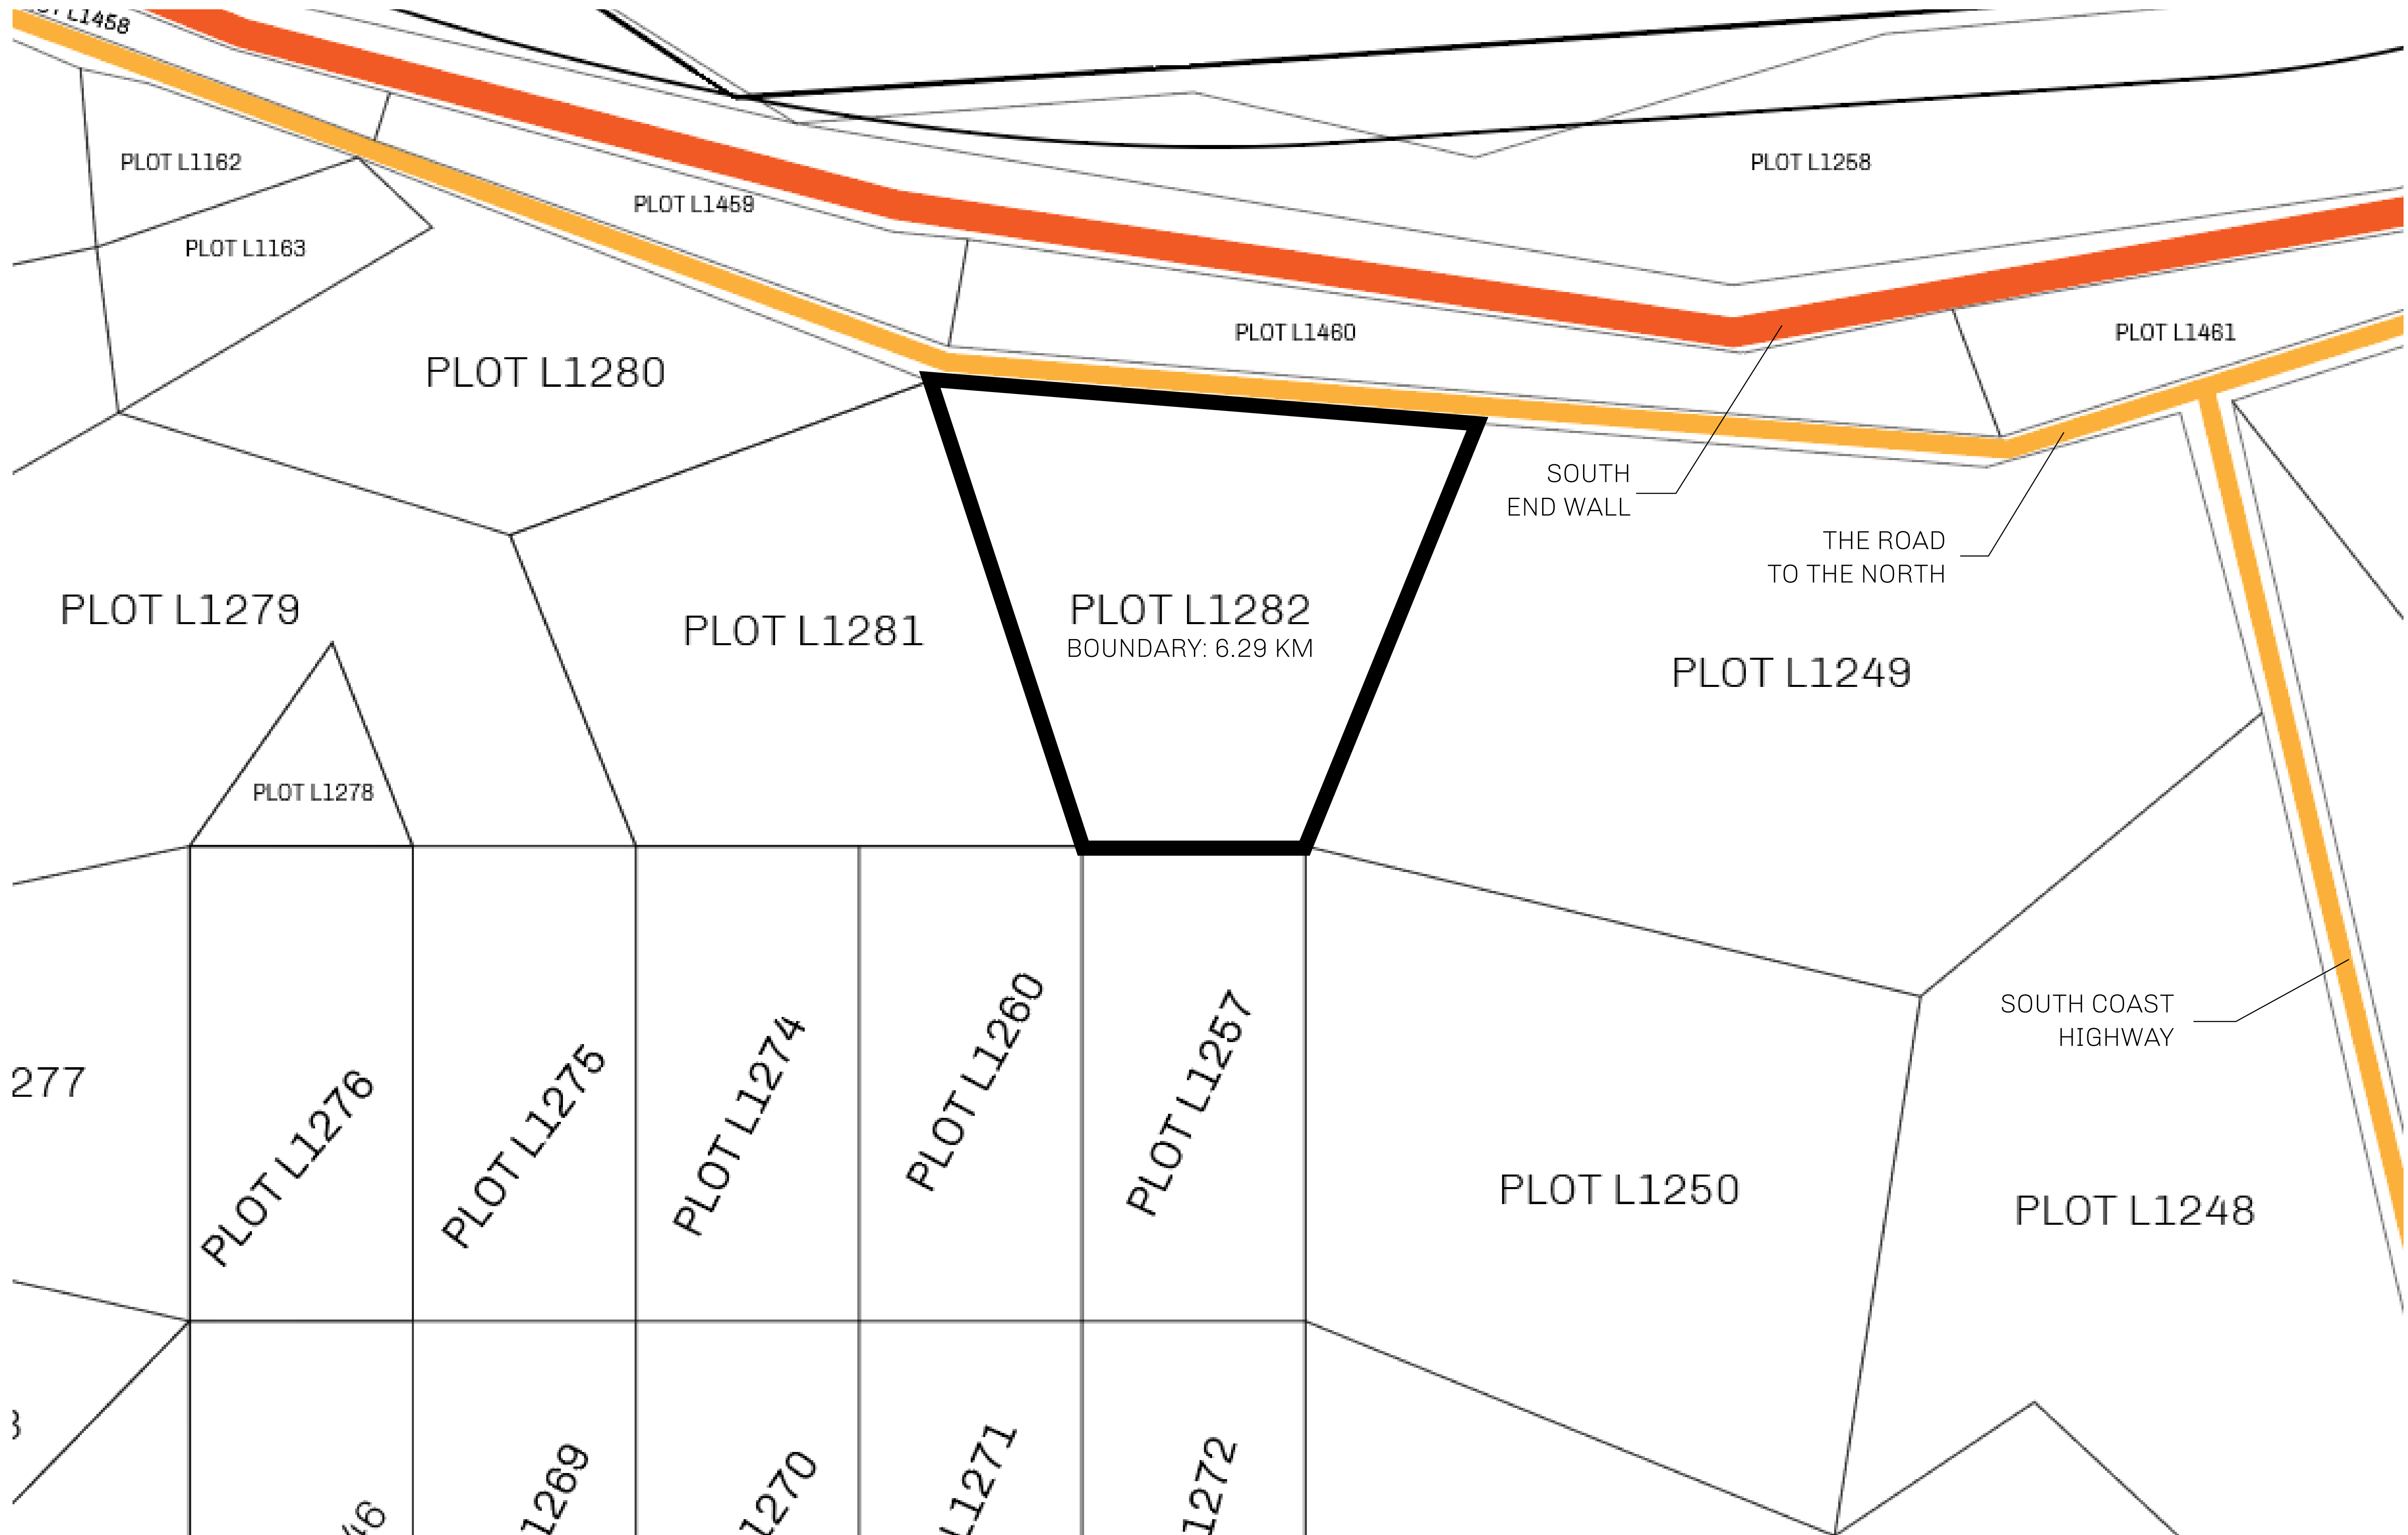 L1458
PLOT L1162
PLOT L1258
PLOT L1459
PLOT L1163
PLOT L1460
PLOT L1461
PLOT L1280
SOUTH
END WALL
THE ROAD
TO THE NORTH
PLOT L1279
PLOT L1281
PLOT L1282
BOUNDARY: 6.29 KM
PLOT L1249
PLOT L1278
SOUTH COAST
HIGHWAY
277
PLOT L1276
PLOT L1275
PLOT L1274
PLOT L1260
PLOT L1257
PLOT L1250
PLOT L1248
46
1269
1270
L1271
1272